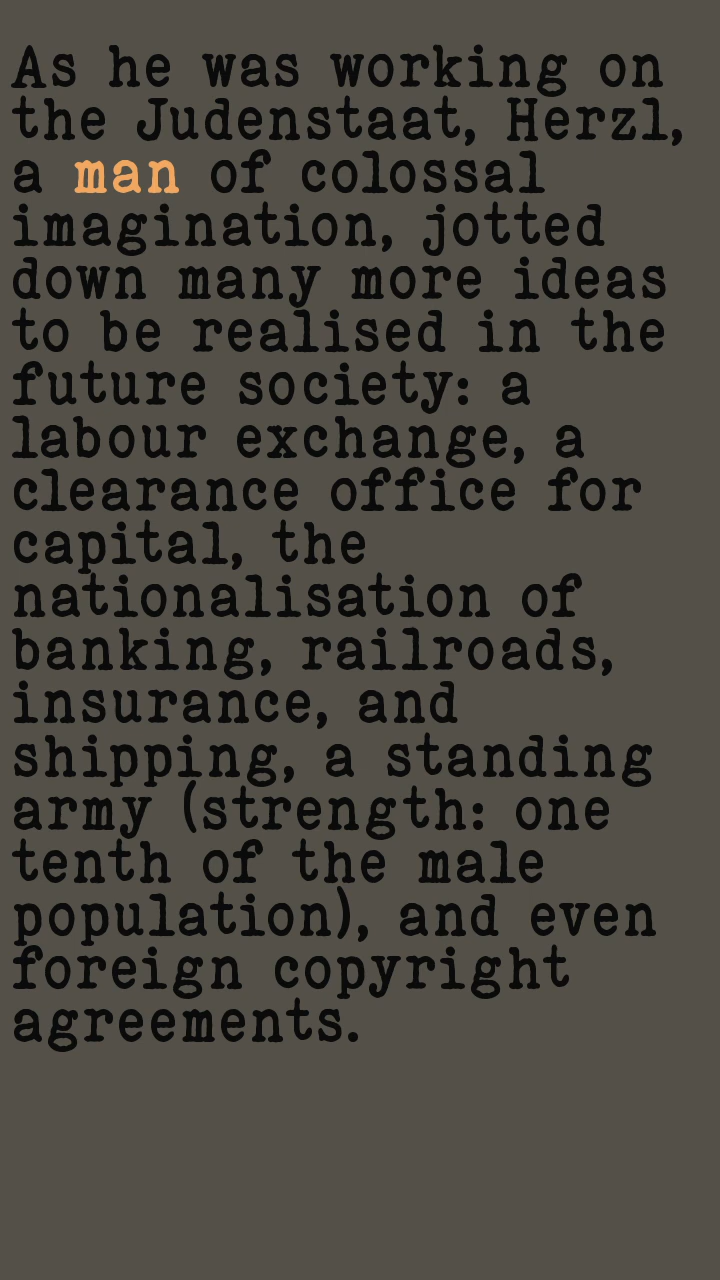 As he was working on
the Judenstaat, Herzl,
a man of colossal
imagination, jotted
down many more ideas
to be realised in the
future society: a
labour exchange, a
clearance office for
capital, the
nationalisation of
banking, railroads,
insurance, and
shipping, a standing
army (strength: one
tenth of the male
population), and even
foreign copyright
agreements.